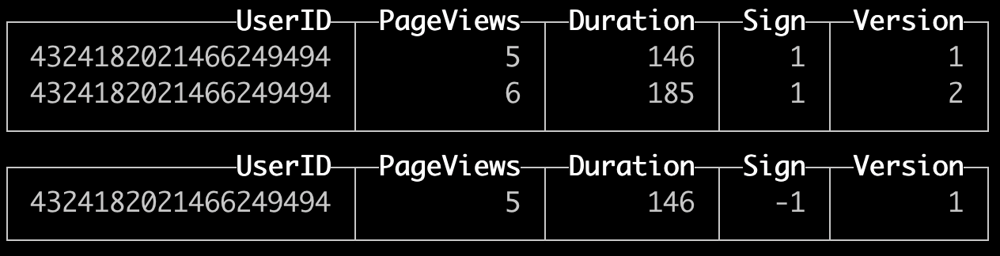 UserID PageViews Duration Sign Version
4324182021466249494 5 146 1 1
4324182021466249494 6 185 1 2
UserID PageViews Duration Sign Version
4324182021466249494 5 146 -1 1